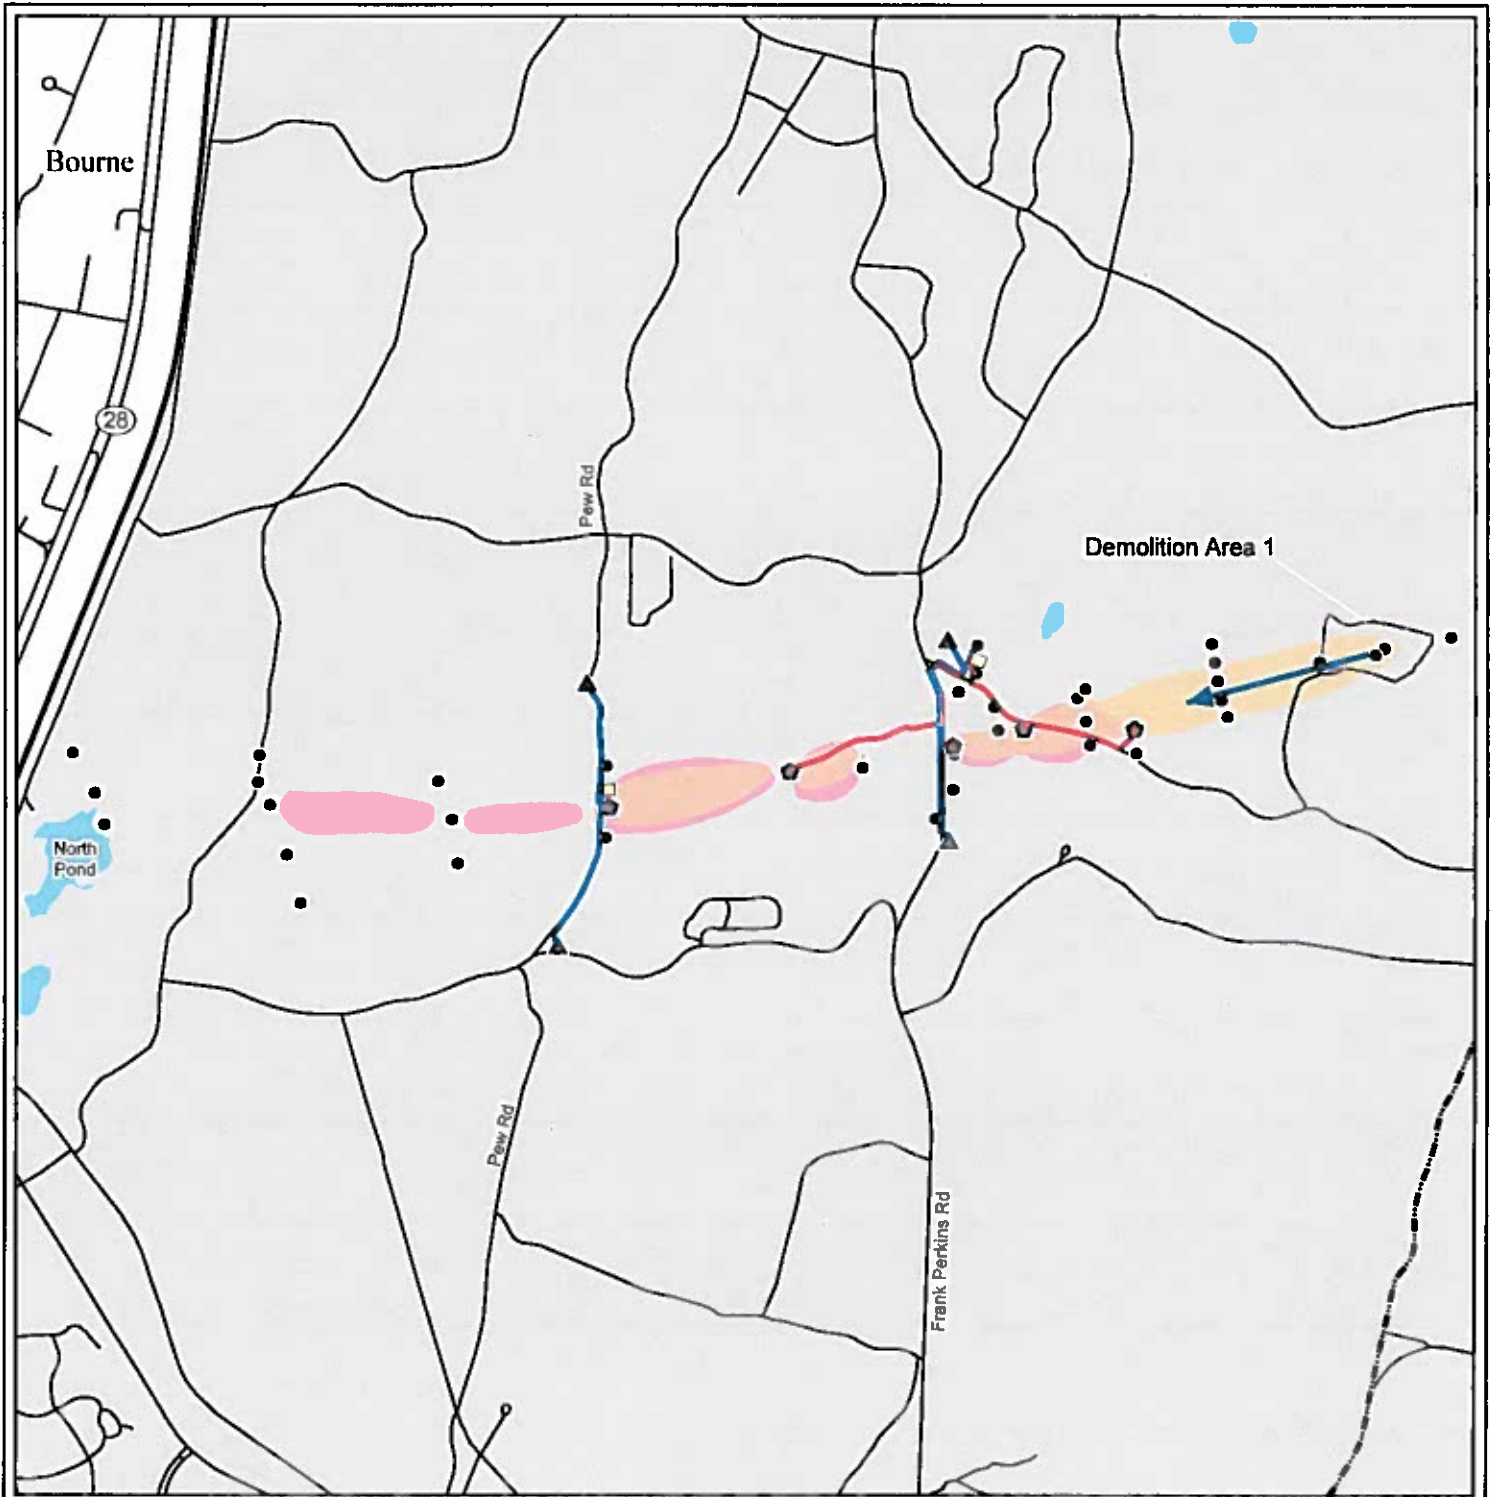 Bourne
28
Pew Rd
Demolition Area 1
North
Pond
Pew Rd
Frank Perkins Rd